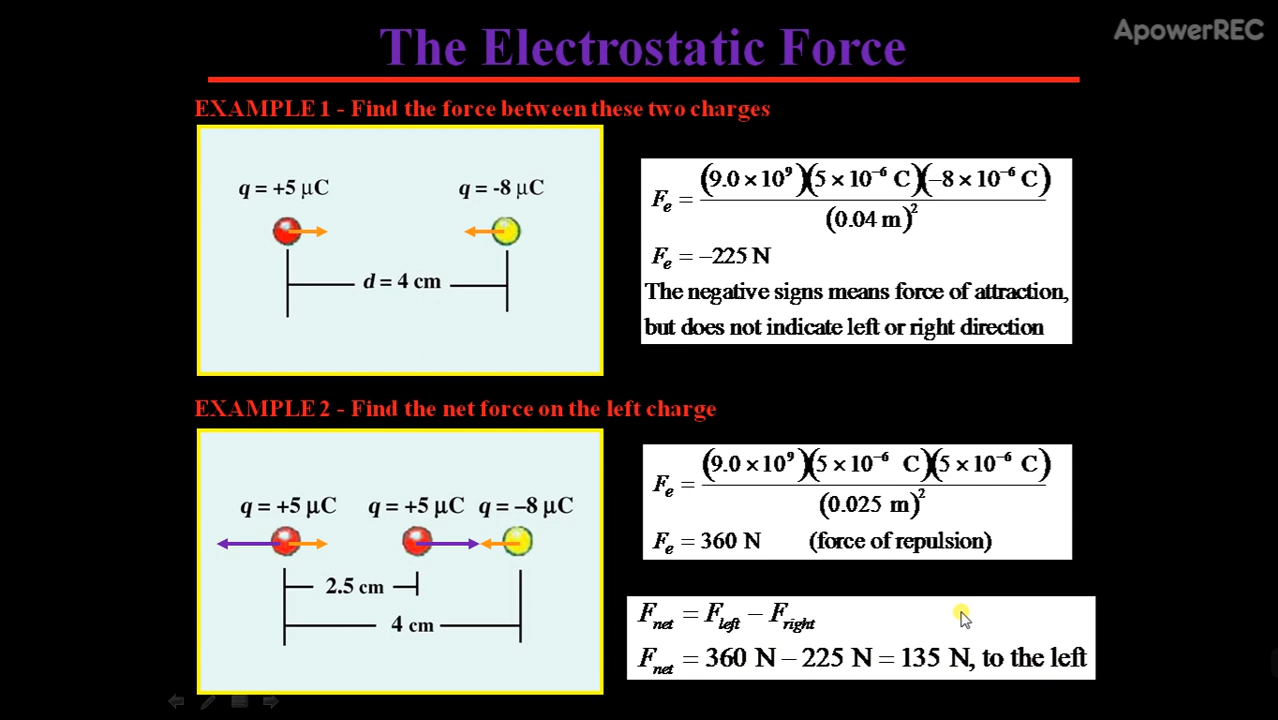 ApowerREC
The Electrostatic Force
EXAMPLE 1 - Find the force between these two charges
q = +5 µC
q = -8 µC
d = 4 cm
Fe = (9.0 × 10⁹)(5 × 10⁻⁶ C)(−8 × 10⁻⁶ C)
(0.04 m)²
Fe = −225 N
The negative signs means force of attraction,
but does not indicate left or right direction
EXAMPLE 2 - Find the net force on the left charge
q = +5 µC
q = +5 µC
q = −8 µC
2.5 cm
4 cm
Fe = (9.0 × 10⁹)(5 × 10⁻⁶ C)(5 × 10⁻⁶ C)
(0.025 m)²
Fe = 360 N (force of repulsion)
Fnet = Fleft − Fright
Fnet = 360 N − 225 N = 135 N, to the left